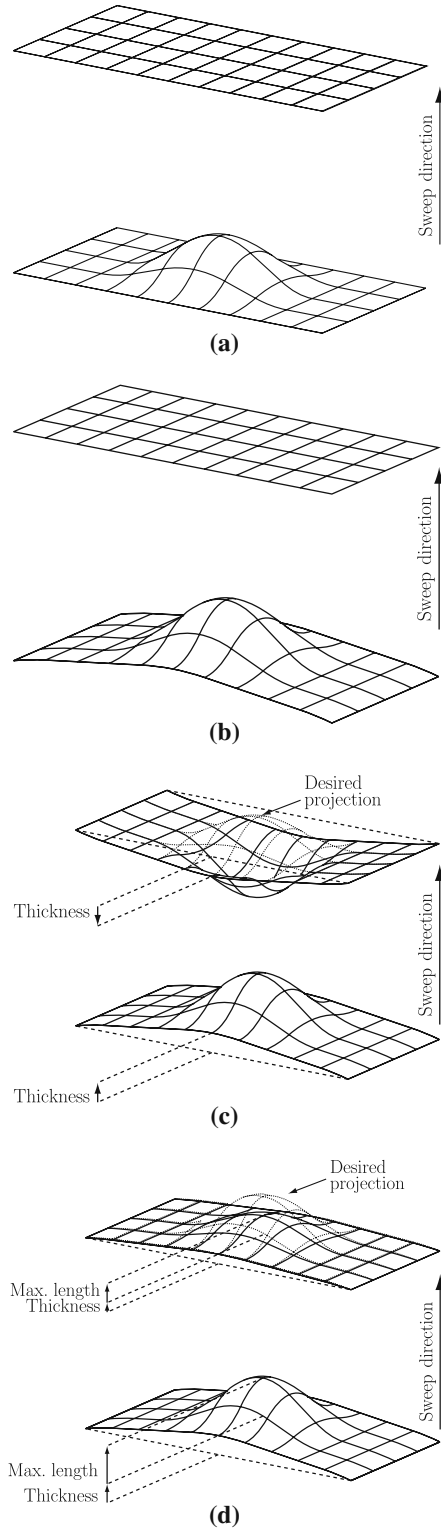 Sweep direction
(a)
Sweep direction
(b)
Desired
projection
Thickness
Sweep direction
Thickness
(c)
Desired
projection
Max. length
Thickness
Sweep direction
Max. length
Thickness
(d)